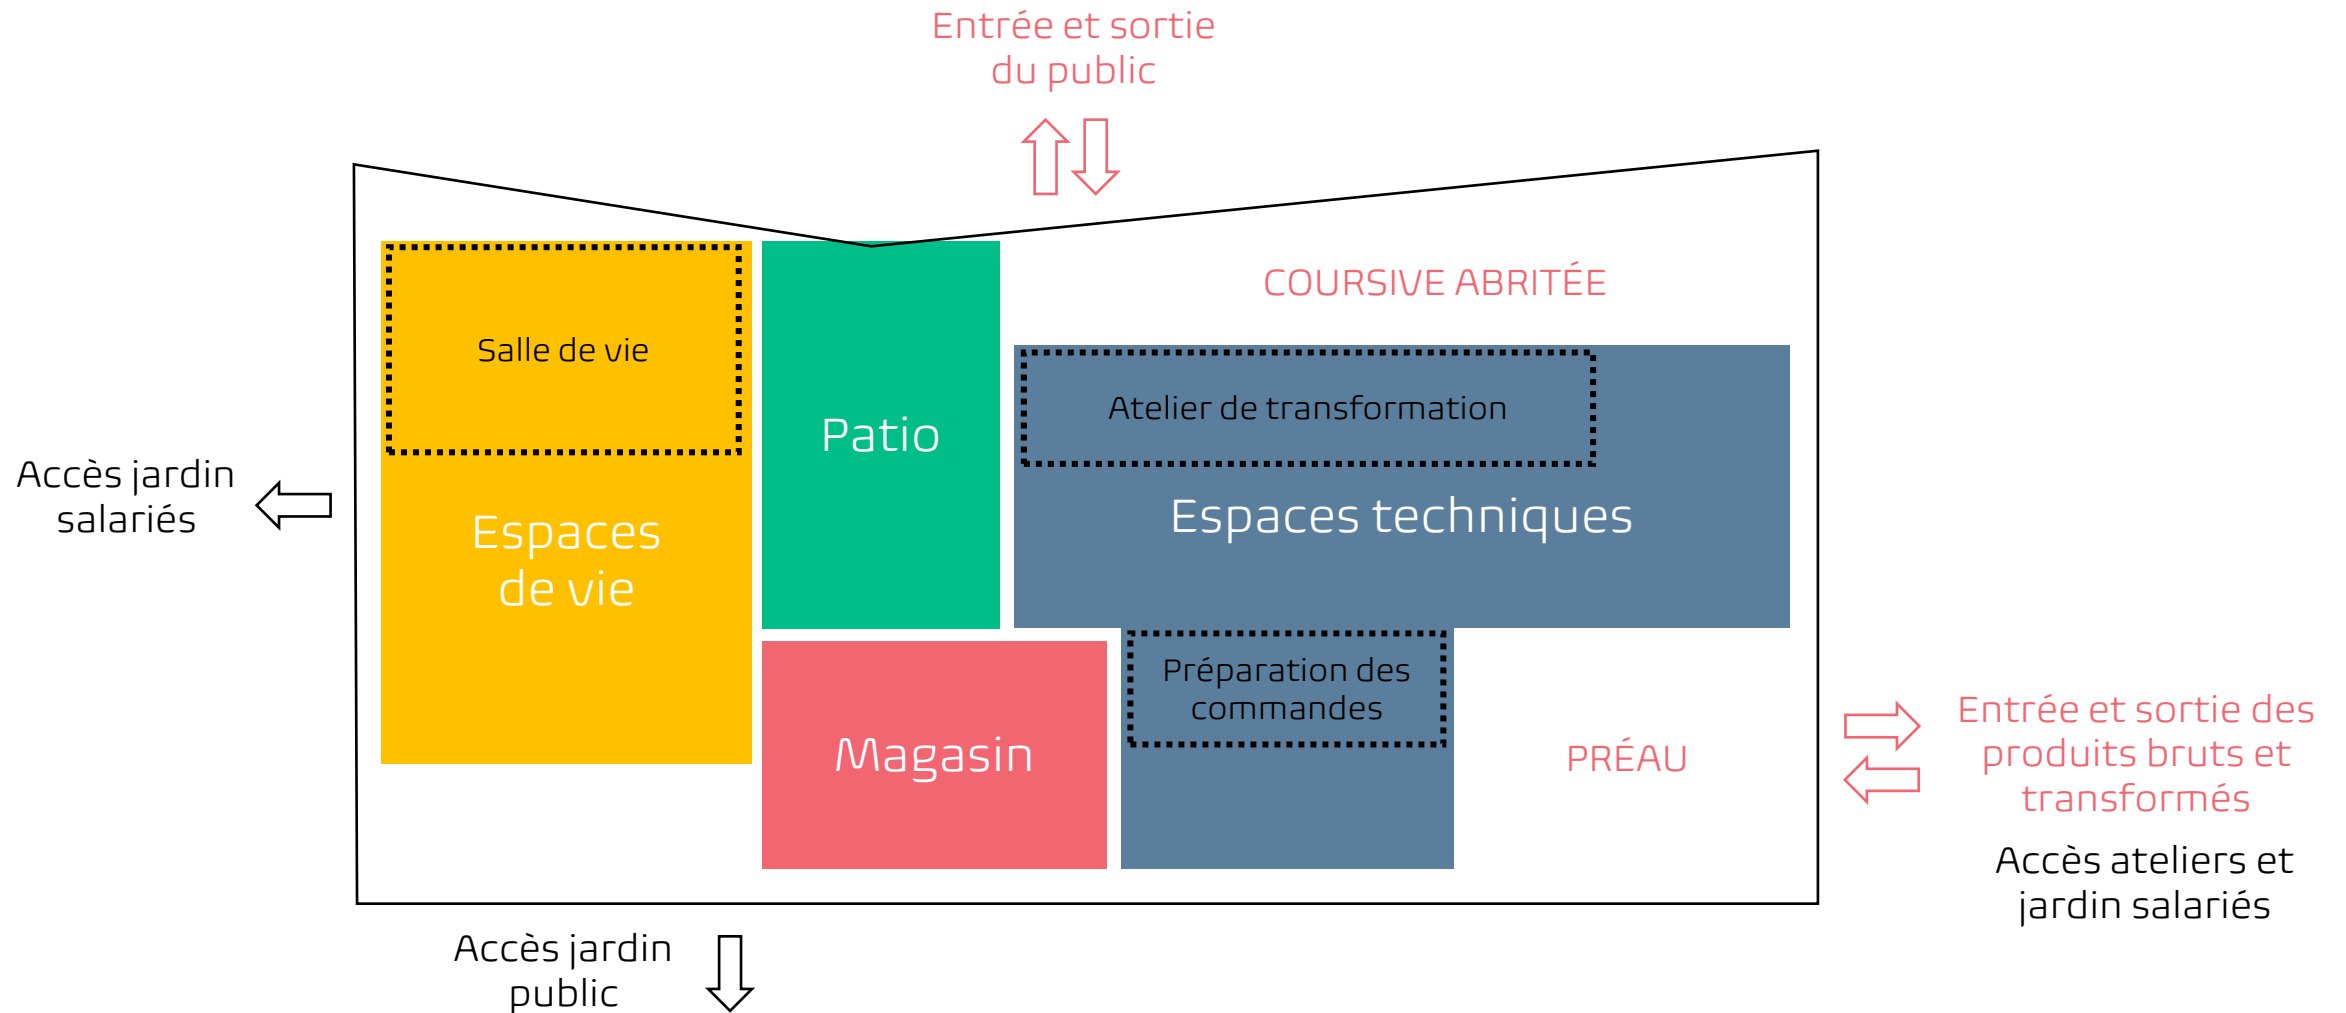 Entrée et sortie
du public
COURSIVE ABRITÉE
Salle de vie
Atelier de transformation
Patio
Accès jardin
salariés
Espaces
de vie
Espaces techniques
Préparation des
commandes
Magasin
PRÉAU
Entrée et sortie des
produits bruts et
transformés
Accès ateliers et
jardin salariés
Accès jardin
public